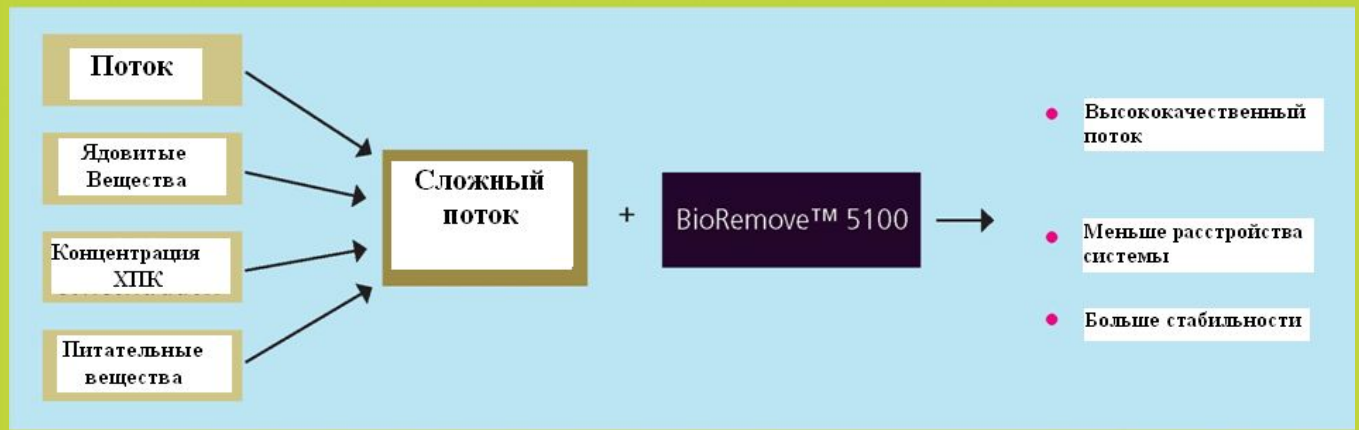 Поток
Ядовитые
Вещества
Концентрация
ХПК
Питательные
вещества
Сложный
поток
+
BioRemove™ 5100
Высококачественный
поток
Меньше расстройства
системы
Больше стабильности